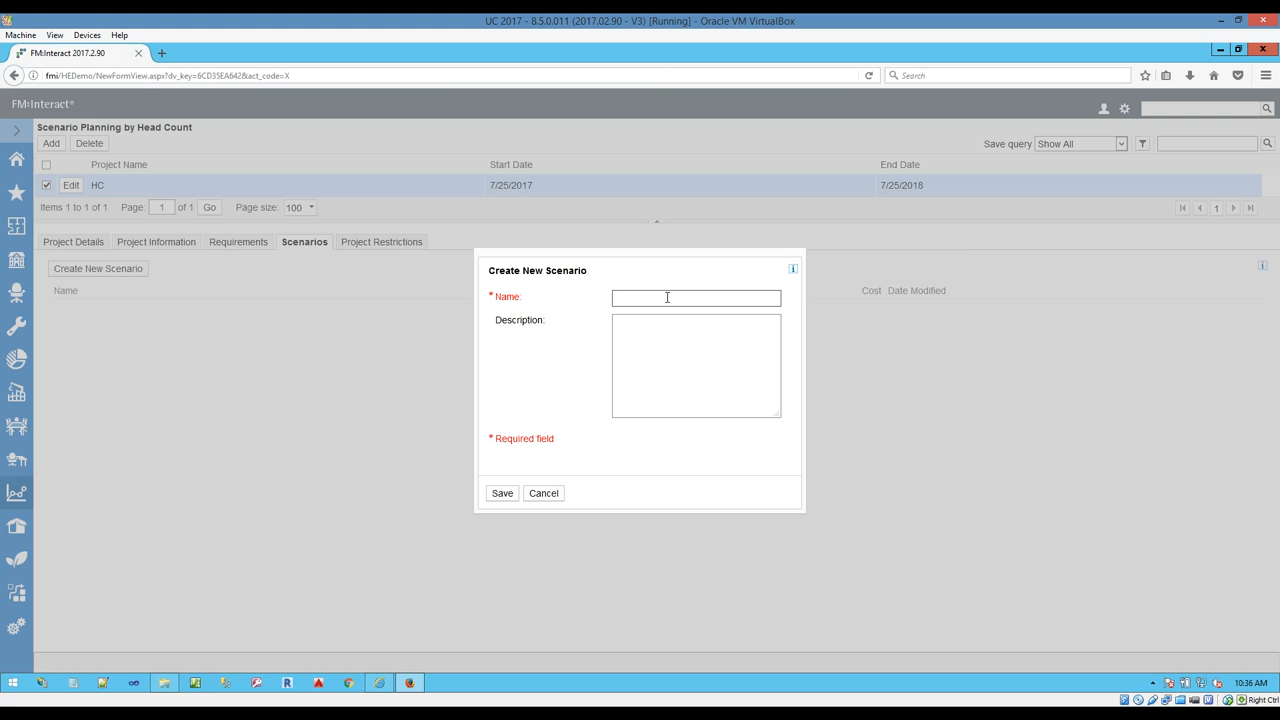 UC 2017 - 8.5.0.011 (2017.02.90 - V3) [Running] - Oracle VM VirtualBox
Machine View Devices Help
FM:Interact 2017.2.90
fmi/HEDemo/NewFormView.aspx?dv_key=6CD35EA642&act_code=X
Search
FM:Interact®
Scenario Planning by Head Count
Add Delete Save query Show All
Project Name Start Date End Date
Edit HC 7/25/2017 7/25/2018
Items 1 to 1 of 1 Page: 1 of 1 Go Page size: 100 1
Project Details Project Information Requirements Scenarios Project Restrictions
Create New Scenario
Name Cost Date Modified
Create New Scenario
* Name:
Description:
* Required field
Save Cancel
10:36 AM
Right Ctrl